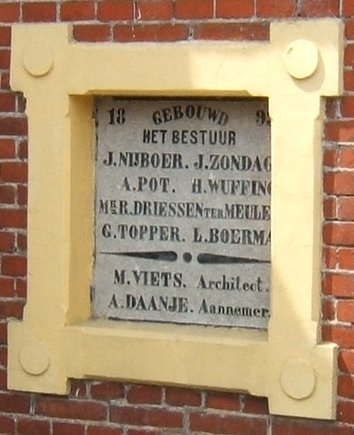 18 GEBOUWD 9
HET BESTUUR
J. NIJBOER. J. ZONDAG
A. POT. H. WUFFING
MR R. DRIESSEN TER MEULE
G. TOPPER. L. BOERMA
M. VIETS. Architect.
A. DAANJE. Aannemer.